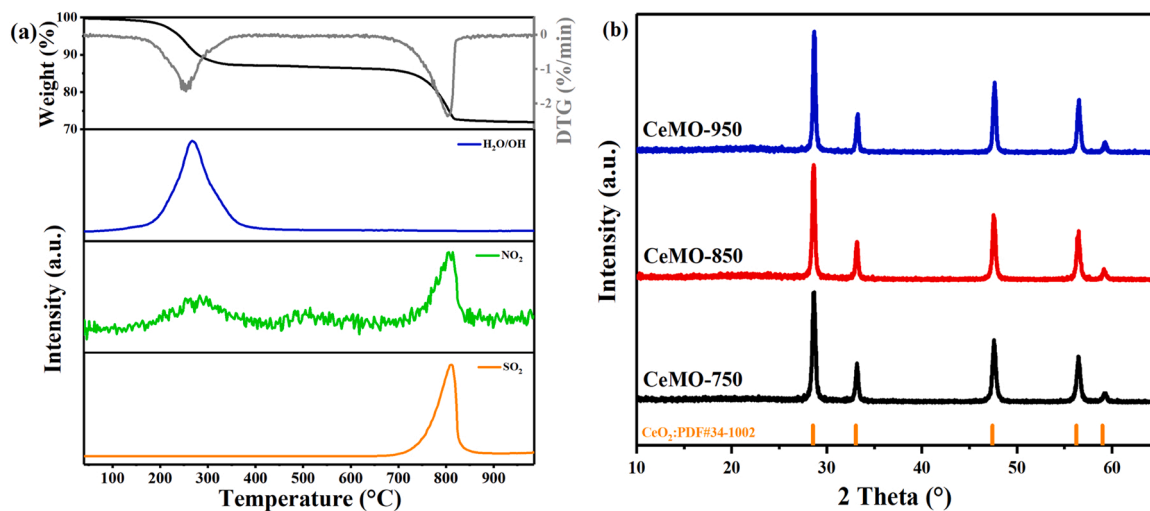 (a)
Weight (%)
100
90
80
70
0
-1
-2
DTG (%/min)
H₂O/OH
NO₂
SO₂
Intensity (a.u.)
100 200 300 400 500 600 700 800 900
Temperature (°C)
(b)
CeMO-950
CeMO-850
CeMO-750
CeO₂:PDF#34-1002
Intensity (a.u.)
10 20 30 40 50 60
2 Theta (°)